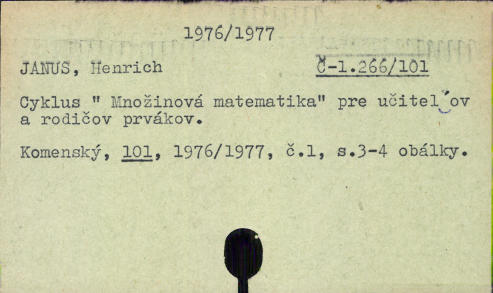 1976/1977
JANUS, Henrich Č-1.266/101
Cyklus " Množinová matematika" pre učiteľov
a rodičov prvákov.
Komenský, 101, 1976/1977, č.1, s.3-4 obálky.